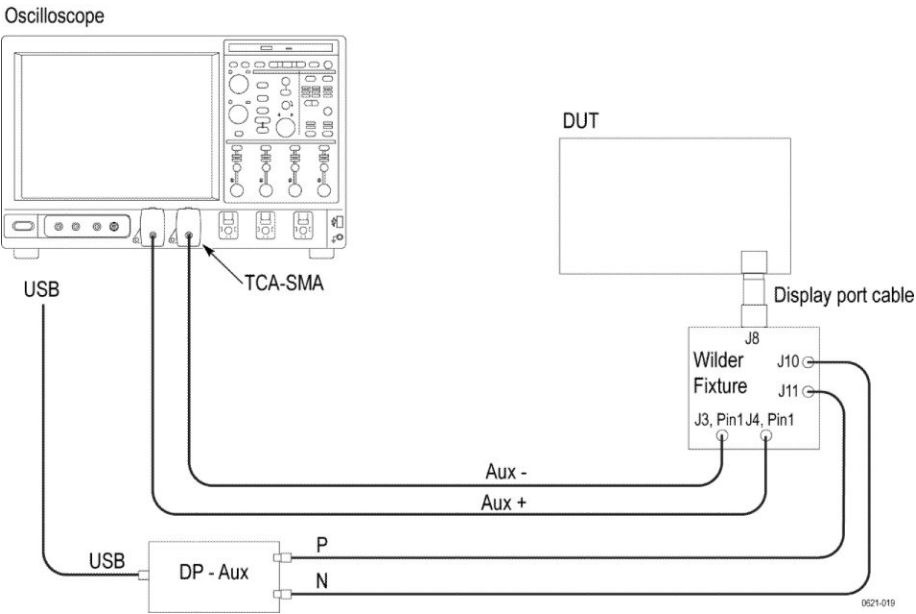 Oscilloscope
DUT
TCA-SMA
USB
Display port cable
J8
Wilder
Fixture
J10
J11
J3, Pin1 J4, Pin1
Aux -
Aux +
P
USB
DP - Aux
N
0621-019